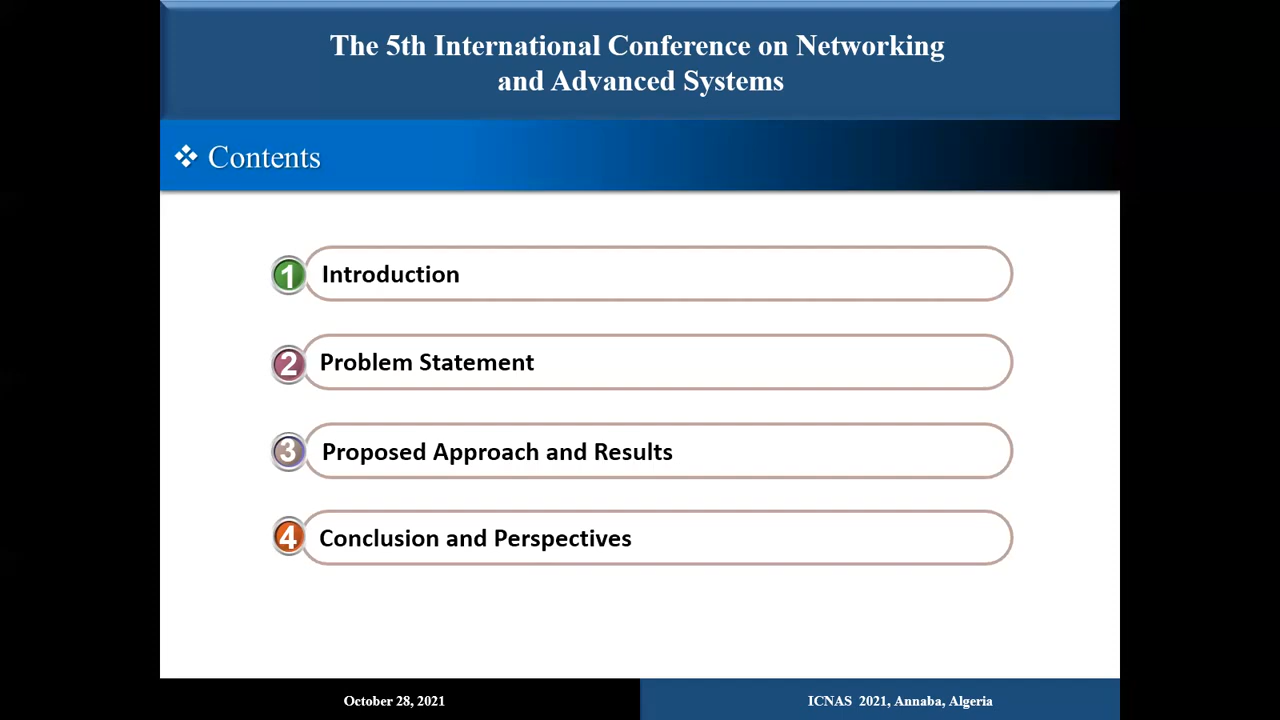 The 5th International Conference on Networking
and Advanced Systems
❖ Contents
1 Introduction
2 Problem Statement
3 Proposed Approach and Results
4 Conclusion and Perspectives
October 28, 2021
ICNAS 2021, Annaba, Algeria